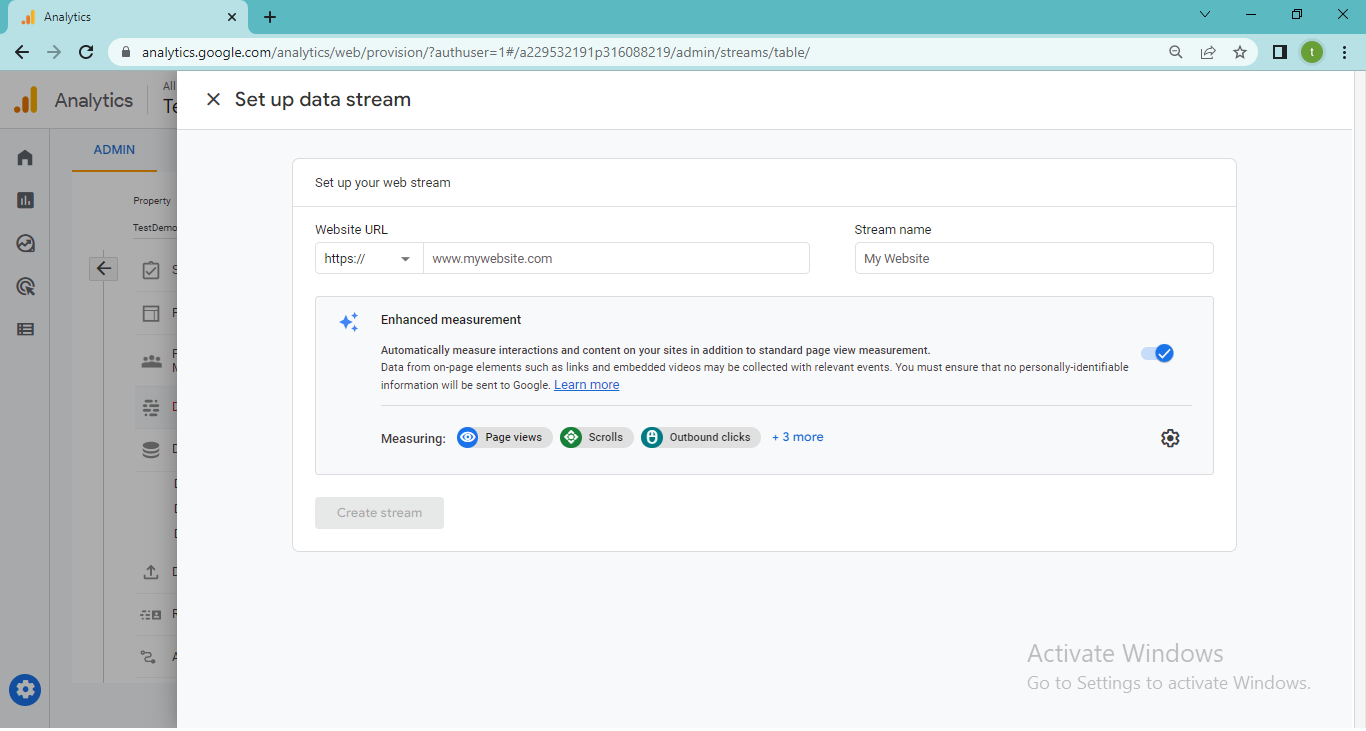 Analytics
analytics.google.com/analytics/web/provision/?authuser=1#/a229532191p316088219/admin/streams/table/
t
Analytics
All
Te
Set up data stream
ADMIN
Property
TestDemo
Set up your web stream
Website URL
Stream name
https://
www.mywebsite.com
My Website
Enhanced measurement
Automatically measure interactions and content on your sites in addition to standard page view measurement.
Data from on-page elements such as links and embedded videos may be collected with relevant events. You must ensure that no personally-identifiable
information will be sent to Google. Learn more
Measuring:
Page views
Scrolls
Outbound clicks
+ 3 more
Create stream
Activate Windows
Go to Settings to activate Windows.